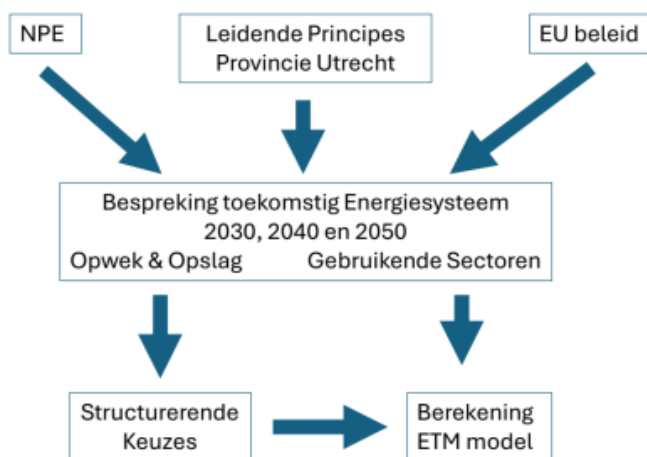 NPE
Leidende Principes
Provincie Utrecht
EU beleid
Bespreking toekomstig Energiesysteem
2030, 2040 en 2050
Opwek & Opslag Gebruikende Sectoren
Structurerende
Keuzes
Berekening
ETM model